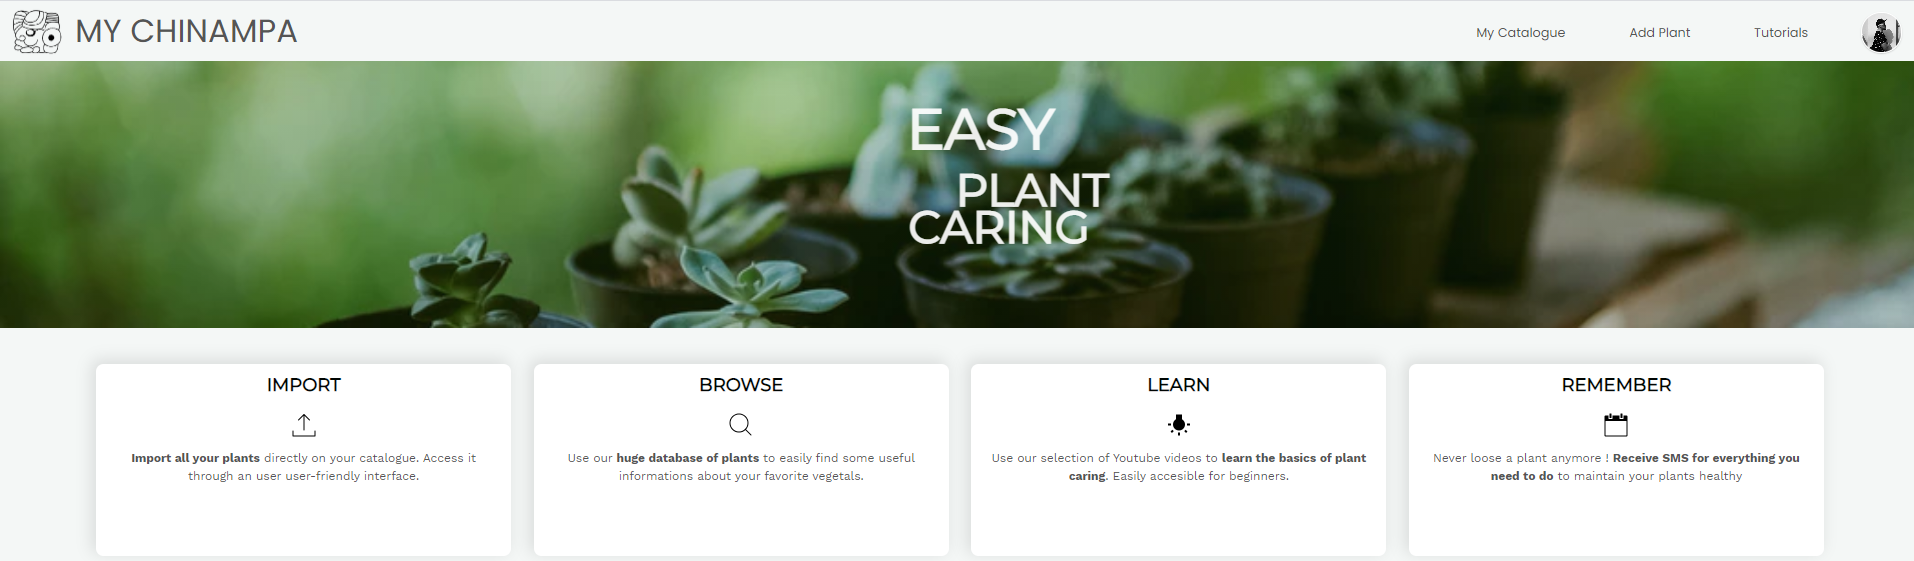 MY CHINAMPA
My Catalogue
Add Plant
Tutorials
EASY
PLANT
CARING
IMPORT
Import all your plants directly on your catalogue. Access it
through an user user-friendly interface.
BROWSE
Use our huge database of plants to easily find some useful
informations about your favorite vegetals.
LEARN
Use our selection of Youtube videos to learn the basics of plant
caring. Easily accesible for beginners.
REMEMBER
Never loose a plant anymore ! Receive SMS for everything you
need to do to maintain your plants healthy